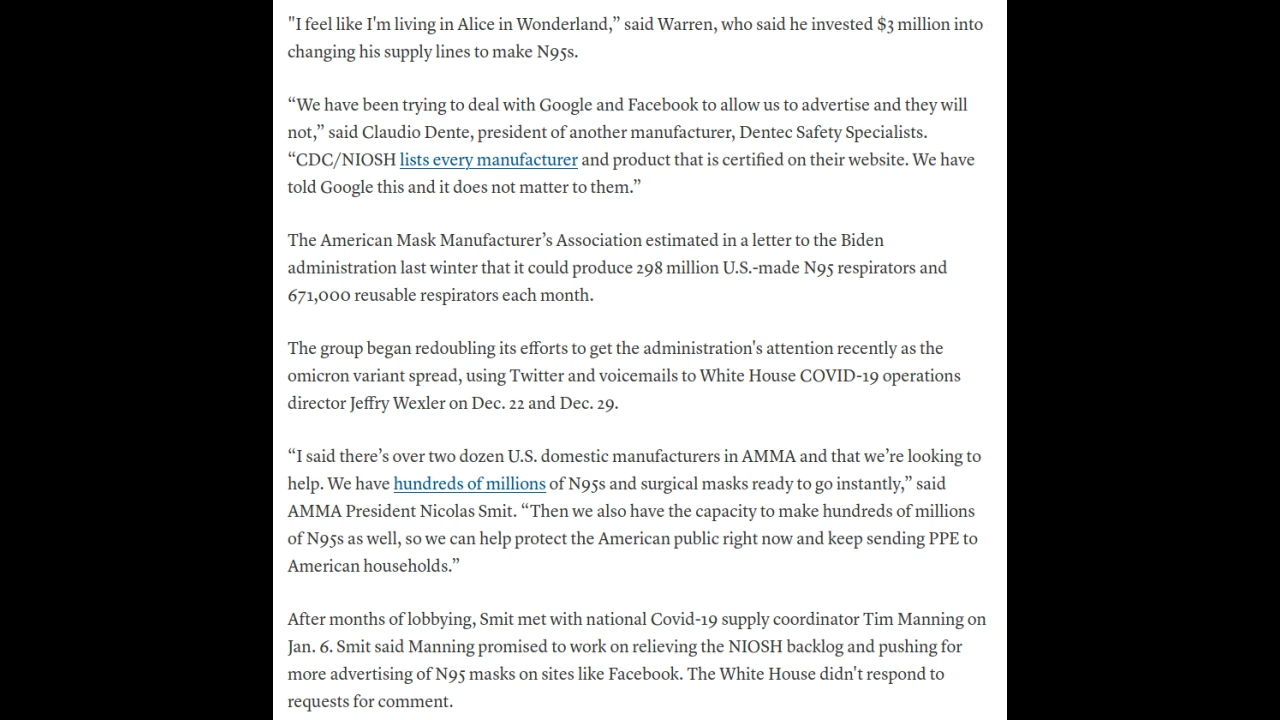 "I feel like I'm living in Alice in Wonderland,” said Warren, who said he invested $3 million into
changing his supply lines to make N95s.
“We have been trying to deal with Google and Facebook to allow us to advertise and they will
not,” said Claudio Dente, president of another manufacturer, Dentec Safety Specialists.
“CDC/NIOSH lists every manufacturer and product that is certified on their website. We have
told Google this and it does not matter to them.”
The American Mask Manufacturer’s Association estimated in a letter to the Biden
administration last winter that it could produce 298 million U.S.-made N95 respirators and
671,000 reusable respirators each month.
The group began redoubling its efforts to get the administration's attention recently as the
omicron variant spread, using Twitter and voicemails to White House COVID-19 operations
director Jeffry Wexler on Dec. 22 and Dec. 29.
“I said there’s over two dozen U.S. domestic manufacturers in AMMA and that we’re looking to
help. We have hundreds of millions of N95s and surgical masks ready to go instantly,” said
AMMA President Nicolas Smit. “Then we also have the capacity to make hundreds of millions
of N95s as well, so we can help protect the American public right now and keep sending PPE to
American households.”
After months of lobbying, Smit met with national Covid-19 supply coordinator Tim Manning on
Jan. 6. Smit said Manning promised to work on relieving the NIOSH backlog and pushing for
more advertising of N95 masks on sites like Facebook. The White House didn't respond to
requests for comment.